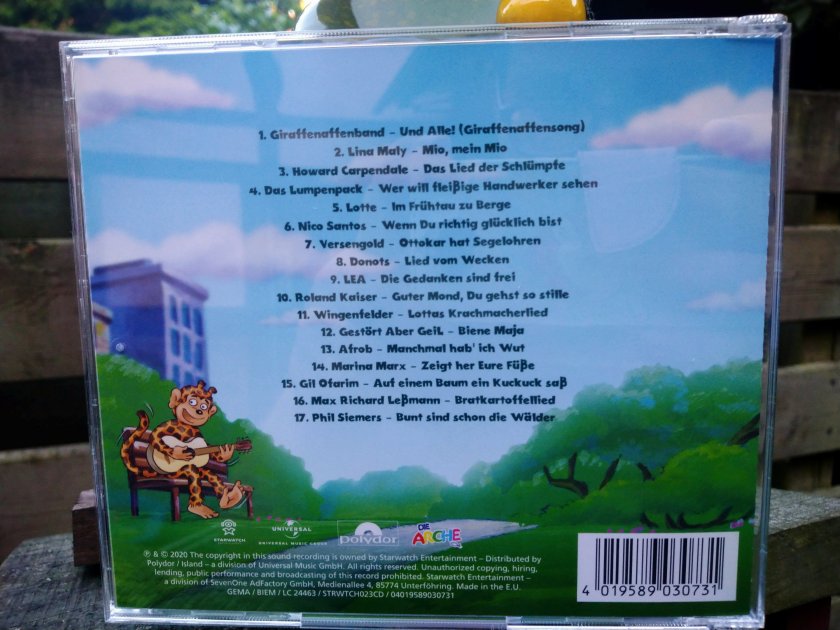 1. Giraffenaffenband – Und Alle! (Giraffenaffensong)
2. Lina Maly – Mio, mein Mio
3. Howard Carpendale – Das Lied der Schlümpfe
4. Das Lumpenpack – Wer will fleißige Handwerker sehen
5. Lotte – Im Frühtau zu Berge
6. Nico Santos – Wenn Du richtig glücklich bist
7. Versengold – Ottokar hat Segelohren
8. Donots – Lied vom Wecken
9. LEA – Die Gedanken sind frei
10. Roland Kaiser – Guter Mond, Du gehst so stille
11. Wingenfelder – Lottas Krachmacherlied
12. Gestört Aber GeiL – Biene Maja
13. Afrob – Manchmal hab' ich Wut
14. Marina Marx – Zeigt her Eure Füße
15. Gil Ofarim – Auf einem Baum ein Kuckuck saß
16. Max Richard Leßmann – Bratkartoffellied
17. Phil Siemers – Bunt sind schon die Wälder
STARWATCH
UNIVERSAL
UNIVERSAL MUSIC GROUP
polydor
DIE ARCHE
℗ & © 2020 The copyright in this sound recording is owned by Starwatch Entertainment – Distributed by
Polydor / Island – a division of Universal Music GmbH. All rights reserved. Unauthorized copying, hiring,
lending, public performance and broadcasting of this record prohibited. Starwatch Entertainment –
a division of SevenOne AdFactory GmbH, Medienallee 4, 85774 Unterföhring. Made in the E.U.
GEMA / BIEM / LC 24463 / STRWTCH023CD / 04019589030731
4 019589 030731